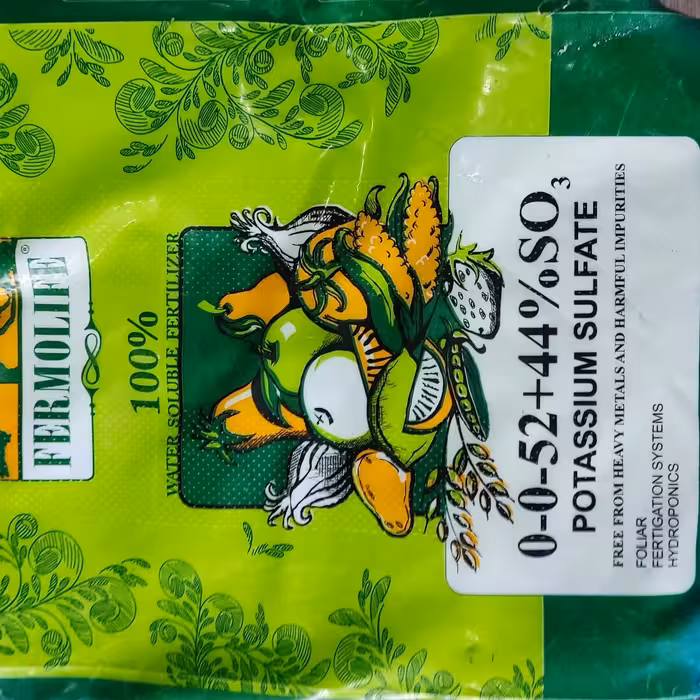 FERMOLIFE®
100%
WATER SOLUBLE FERTILIZER
0-0-52+44%SO₃
POTASSIUM SULFATE
FREE FROM HEAVY METALS AND HARMFUL IMPURITIES
FOLIAR
FERTIGATION SYSTEMS
HYDROPONICS